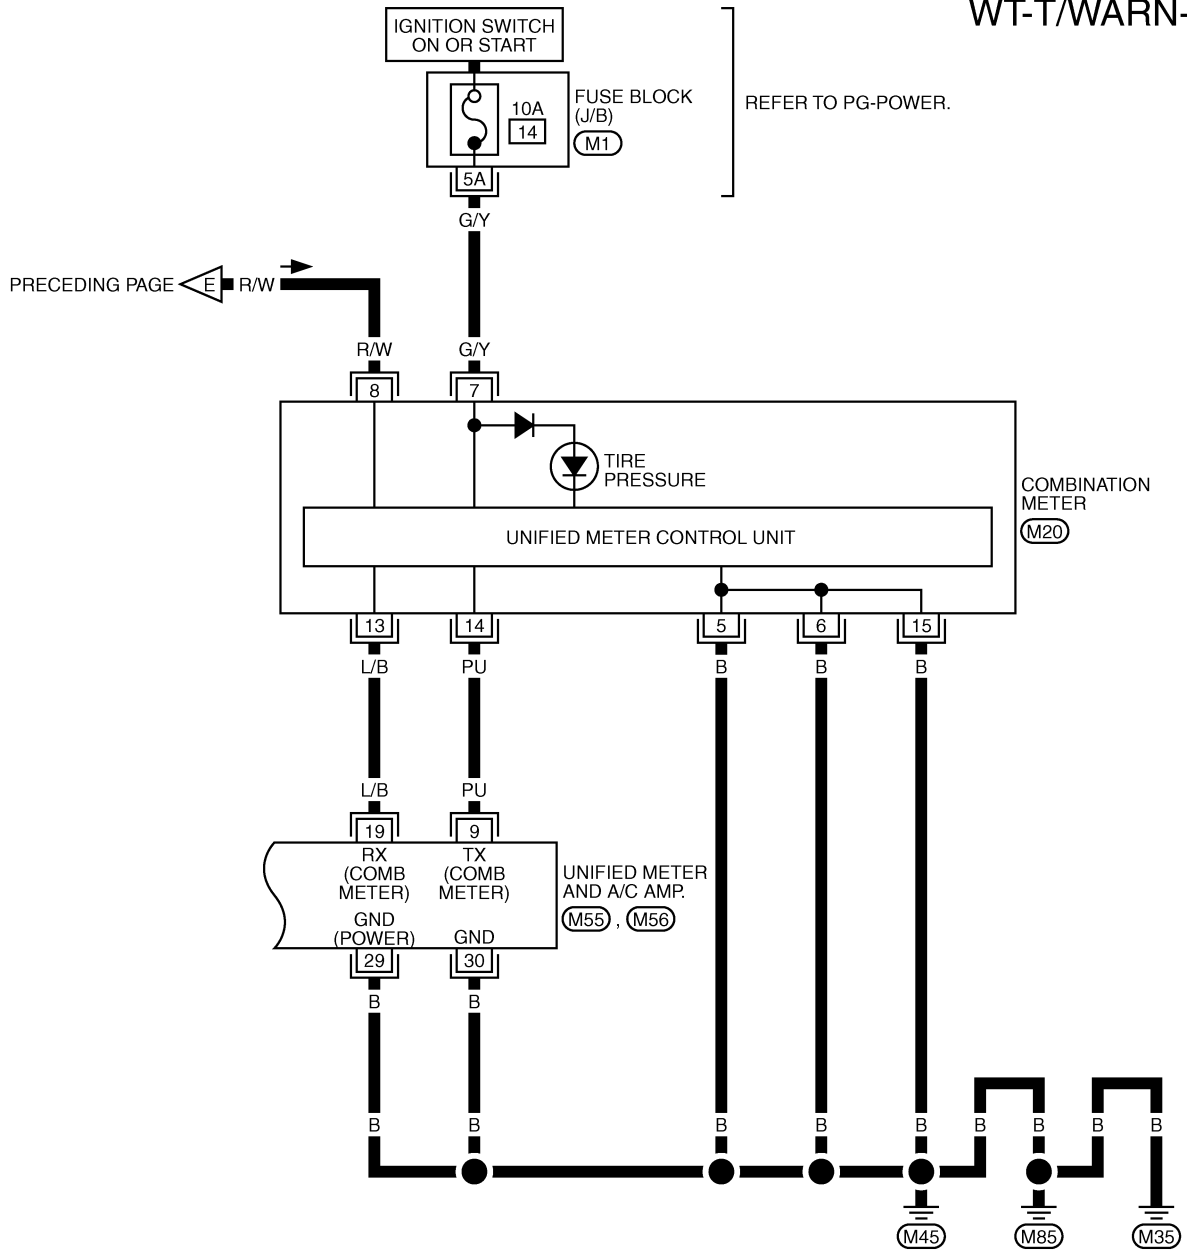 WT-T/WARN-
IGNITION SWITCH
ON OR START
10A
14
FUSE BLOCK
(J/B)
M1
REFER TO PG-POWER.
5A
G/Y
PRECEDING PAGE E R/W
R/W G/Y
8 7
TIRE
PRESSURE
COMBINATION
METER
M20
UNIFIED METER CONTROL UNIT
13 14 5 6 15
L/B PU B B B
L/B PU
19 9
RX
(COMB
METER)
TX
(COMB
METER)
UNIFIED METER
AND A/C AMP.
M55 , M56
GND
(POWER)
GND
29 30
B B
B B B B B B B B B
M45 M85 M35